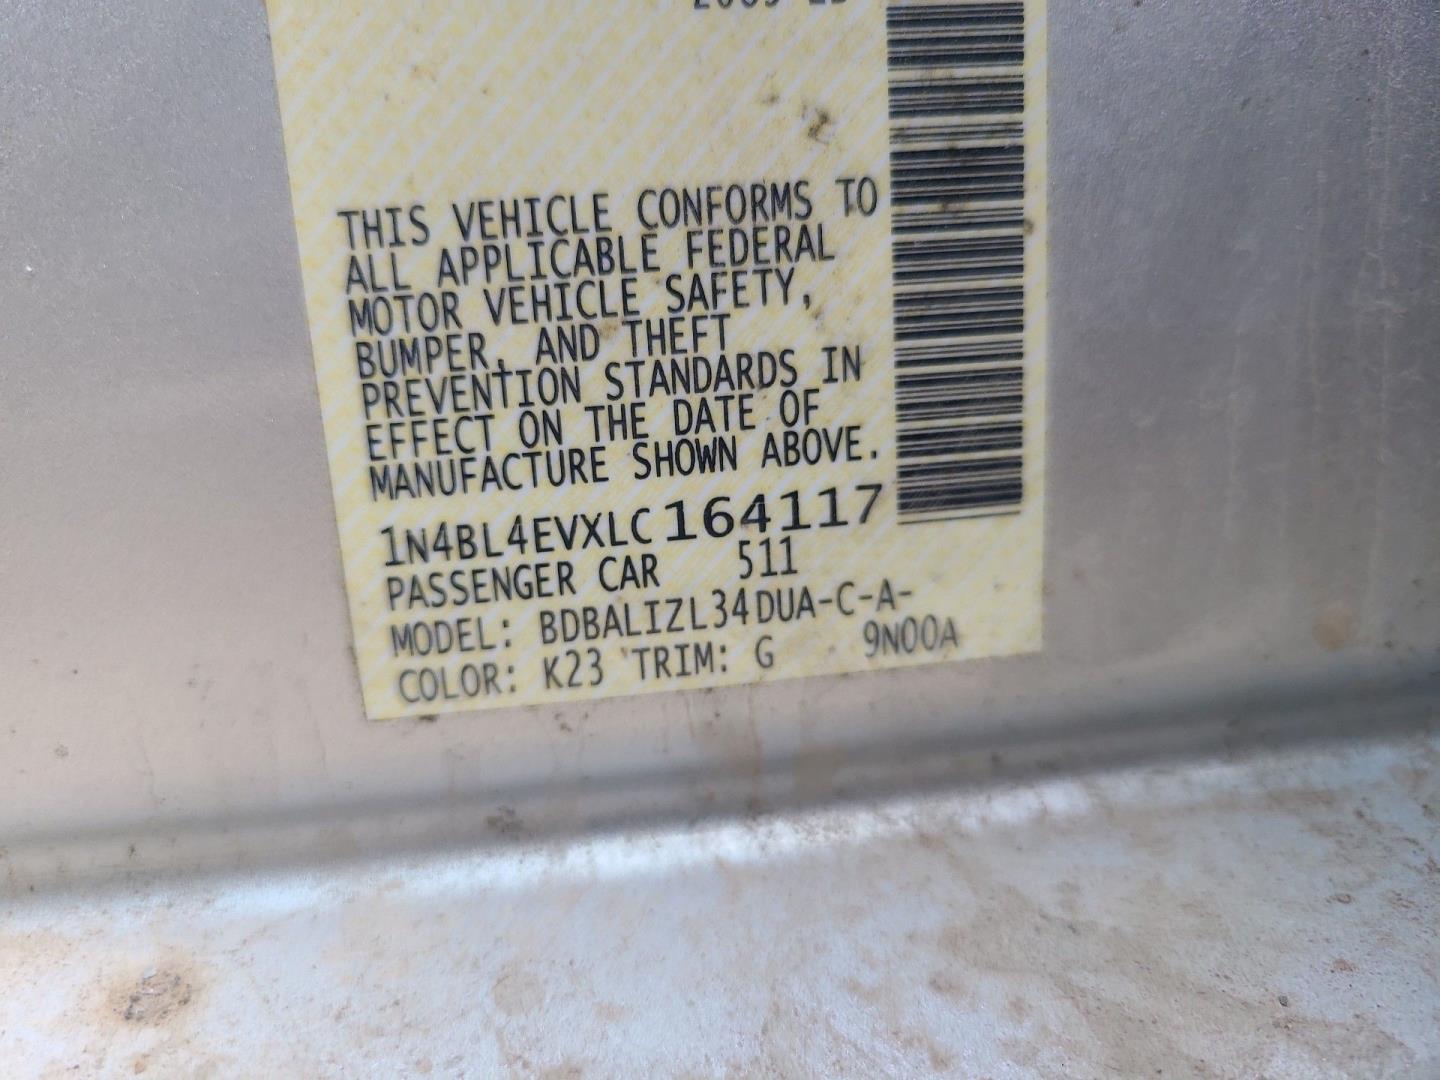 THIS VEHICLE CONFORMS TO
ALL APPLICABLE FEDERAL
MOTOR VEHICLE SAFETY,
BUMPER, AND THEFT
PREVENTION STANDARDS IN
EFFECT ON THE DATE OF
MANUFACTURE SHOWN ABOVE.
1N4BL4EVXLC164117
PASSENGER CAR 511
MODEL: BDBALIZL34DUA-C-A-
COLOR: K23 TRIM: G 9N00A